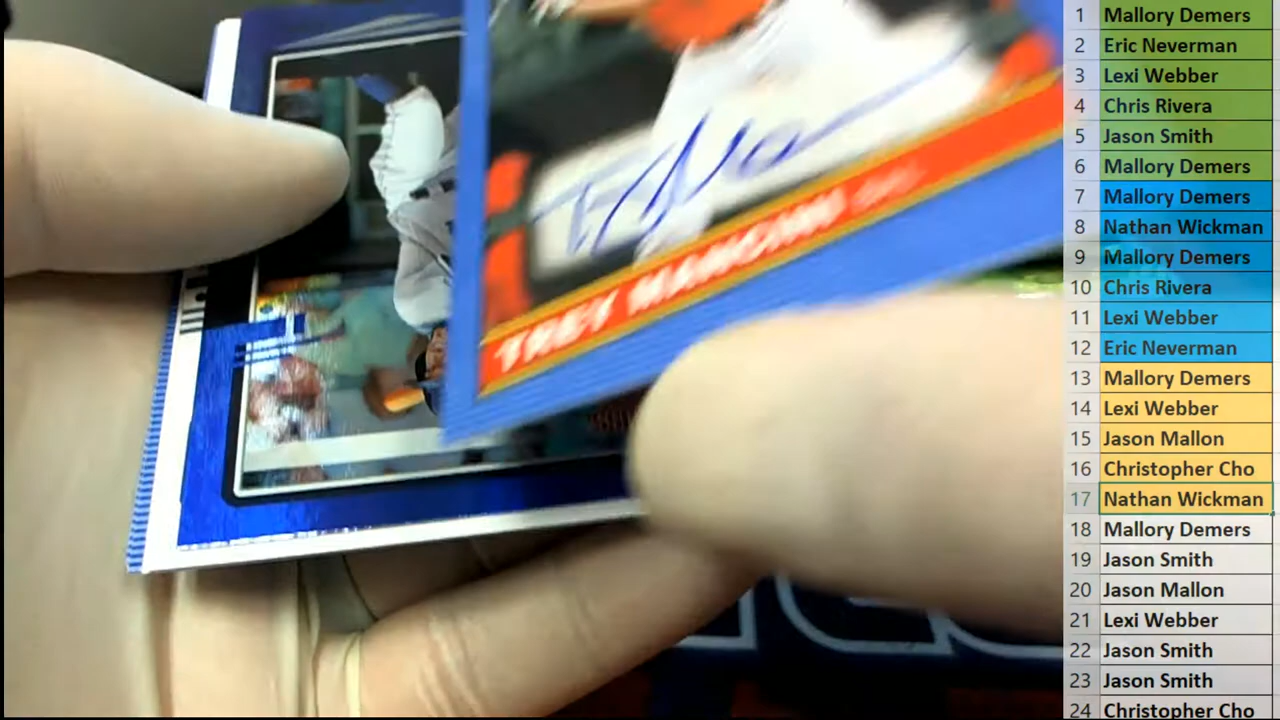 TREY MANCINI
1 Mallory Demers
2 Eric Neverman
3 Lexi Webber
4 Chris Rivera
5 Jason Smith
6 Mallory Demers
7 Mallory Demers
8 Nathan Wickman
9 Mallory Demers
10 Chris Rivera
11 Lexi Webber
12 Eric Neverman
13 Mallory Demers
14 Lexi Webber
15 Jason Mallon
16 Christopher Cho
17 Nathan Wickman
18 Mallory Demers
19 Jason Smith
20 Jason Mallon
21 Lexi Webber
22 Jason Smith
23 Jason Smith
24 Christopher Cho